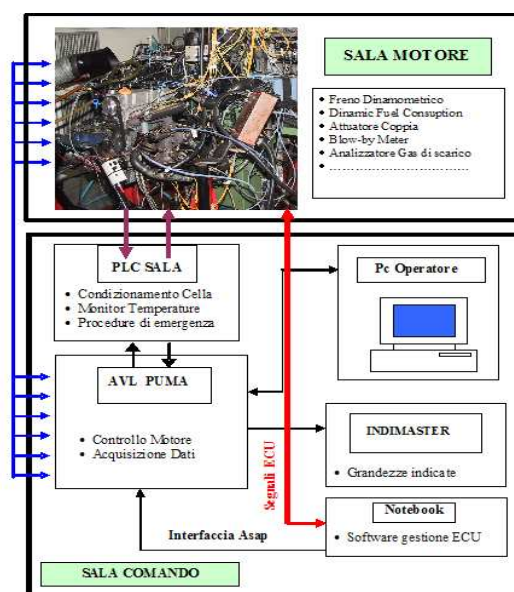 SALA MOTORE
• Freno Dinamometrico
• Dinamic Fuel Consuption
• Attuatore Coppia
• Blow-by Meter
• Analizzatore Gas di scarico
• ..........................................
PLC SALA
• Condizionamento Cella
• Monitor Temperature
• Procedure di emergenza
Pc Operatore
AVL PUMA
• Controllo Motore
• Acquisizione Dati
INDIMASTER
• Grandezze indicate
Segnali ECU
Notebook
• Software gestione ECU
Interfaccia Asap
SALA COMANDO